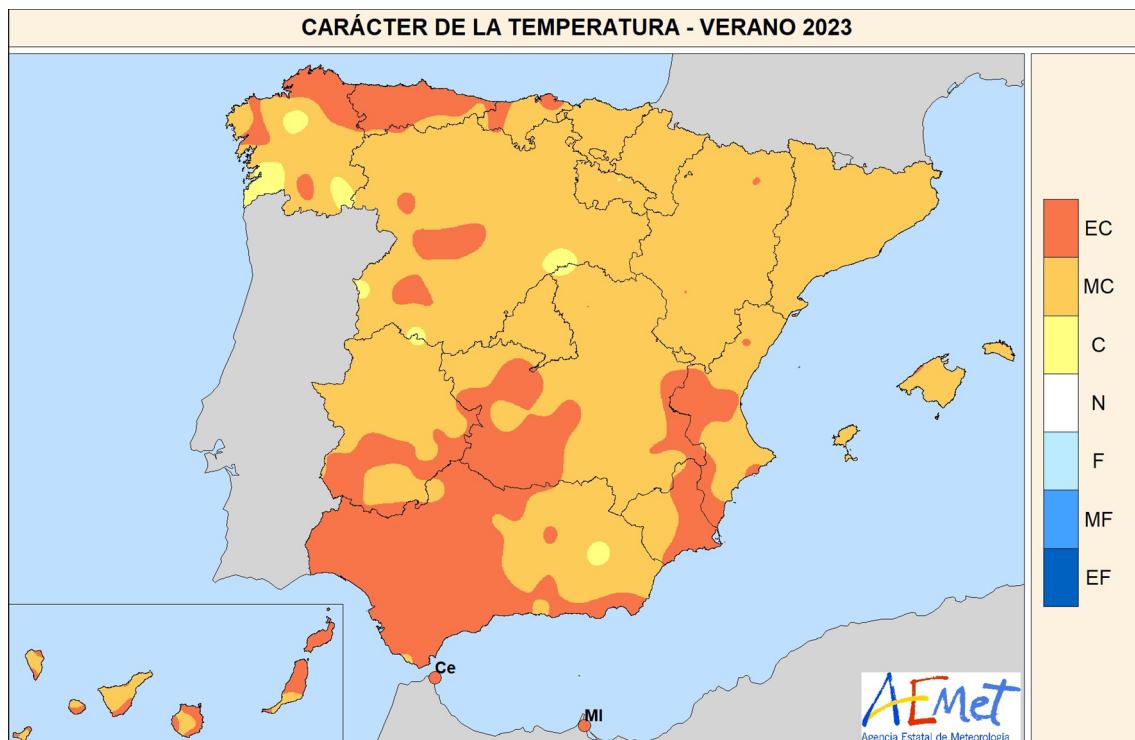 CARÁCTER DE LA TEMPERATURA - VERANO 2023
EC
MC
C
N
F
MF
EF
Ce
Ml
AEMet
Agencia Estatal de Meteorología